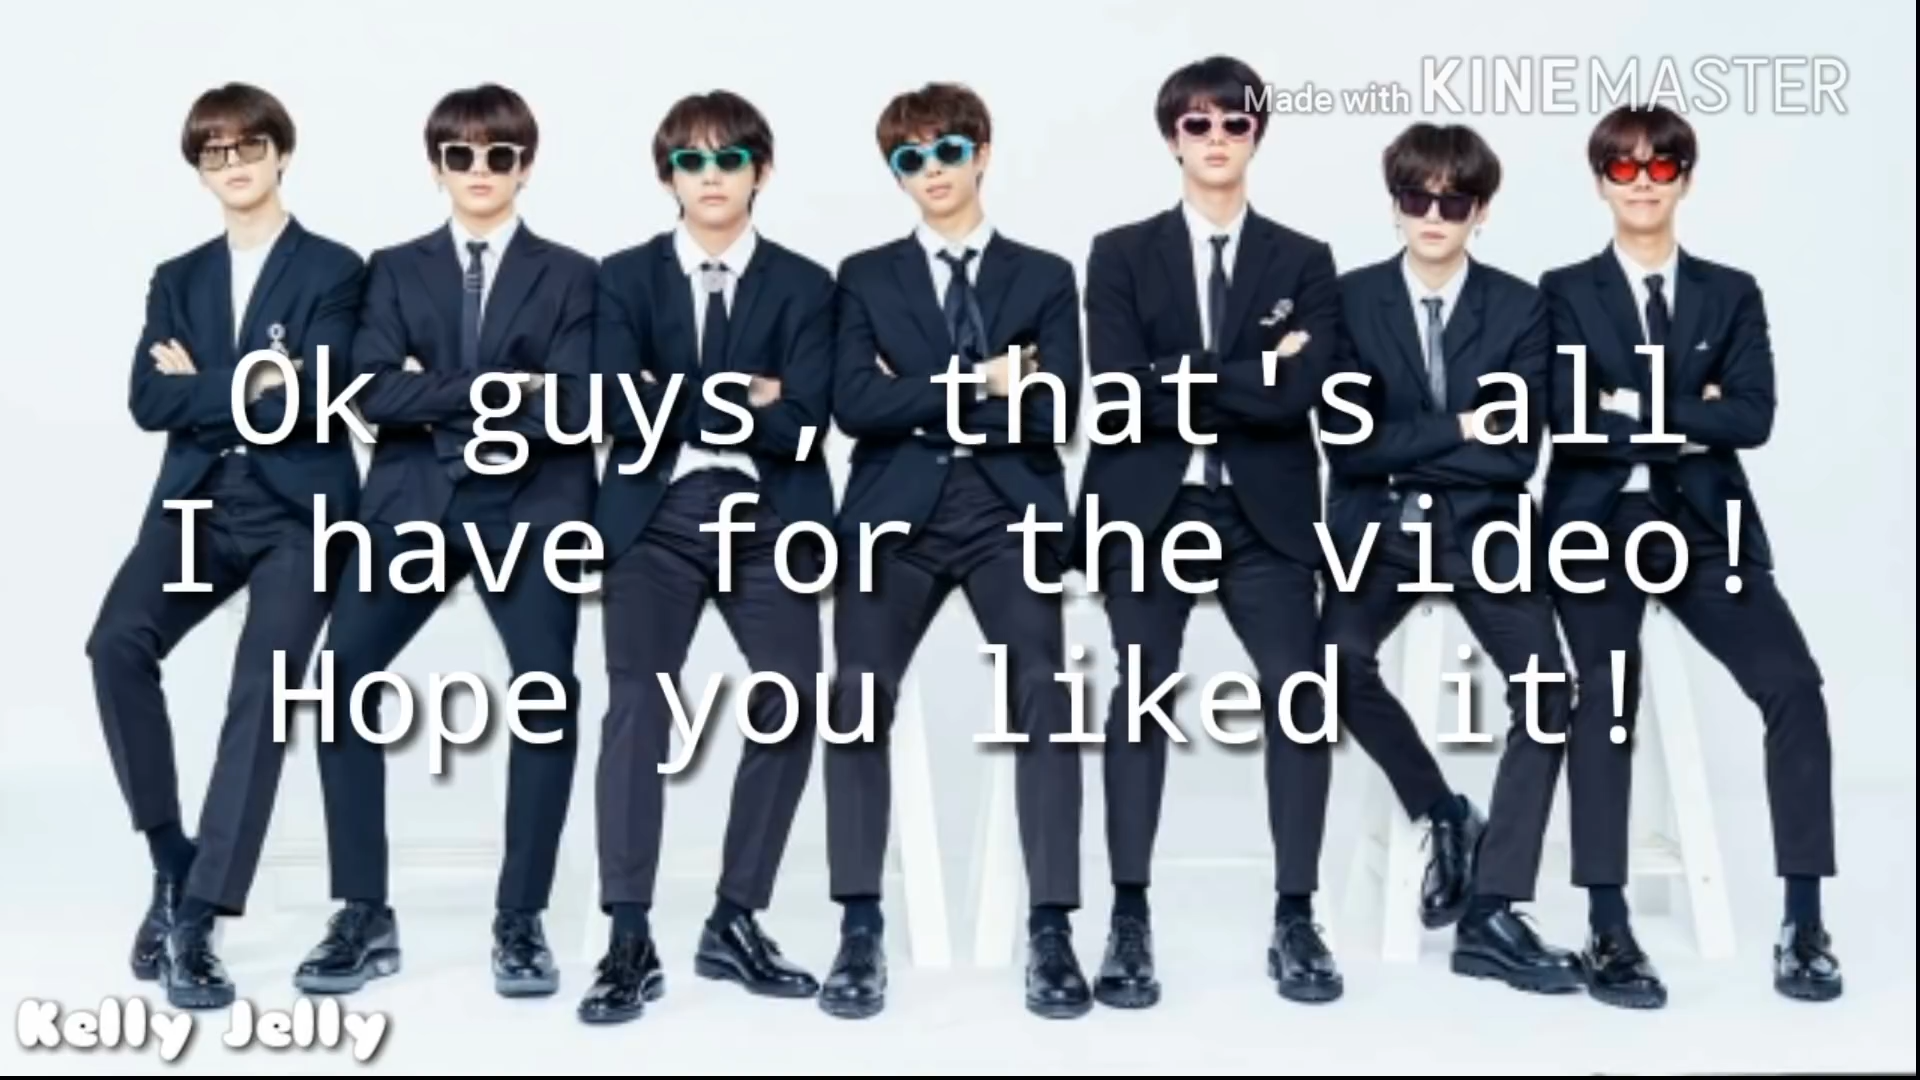 Made with KINEMASTER
Ok guys, that's all
I have for the video!
Hope you liked it!
Kelly Jelly